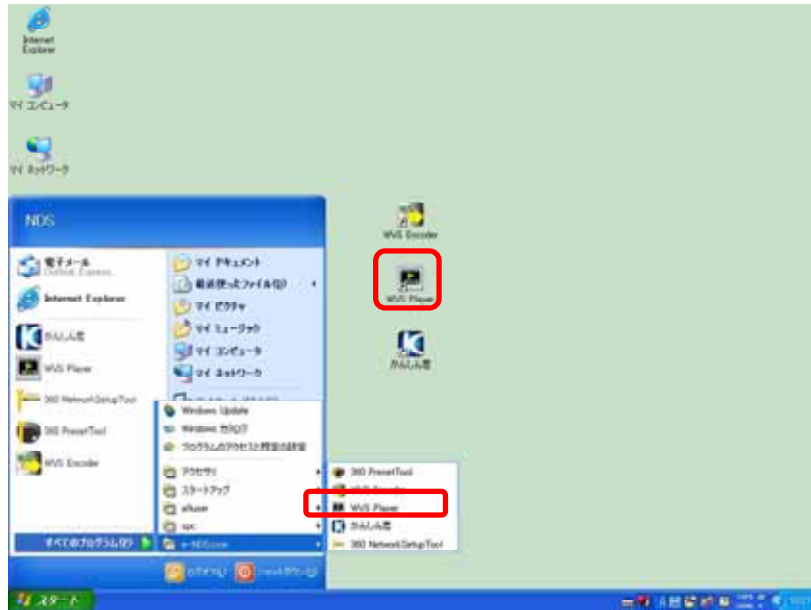 Internet
Explorer
マイ コンピュータ
マイ ネットワーク
NDS
電子メール
Outlook Express
Internet Explorer
かんしん君
WVS Player
360 NetworkSetupTool
360 PresetTool
WVS Encoder
すべてのプログラム(P)
マイ ドキュメント
最近使ったファイル(D)
マイ ピクチャ
マイ ミュージック
マイ コンピュータ
マイ ネットワーク
Windows Update
Windows カタログ
プログラムのアクセスと既定の設定
アクセサリ
スタートアップ
360 PresetTool
WVS Encoder
WVS Player
かんしん君
360 NetworkSetupTool
WVS Encoder
WVS Player
かんしん君
スタート